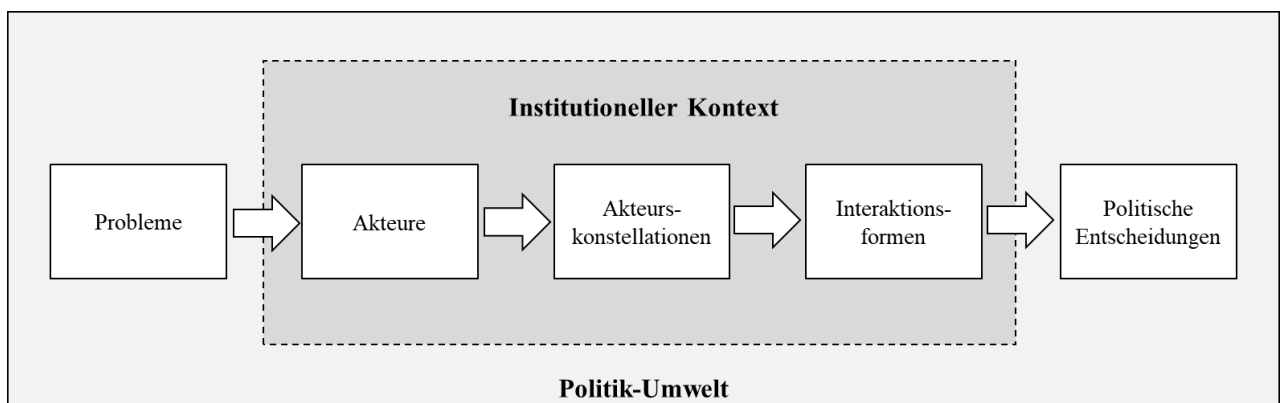 Institutioneller Kontext
Probleme
Akteure
Akteurs-
konstellationen
Interaktions-
formen
Politische
Entscheidungen
Politik-Umwelt